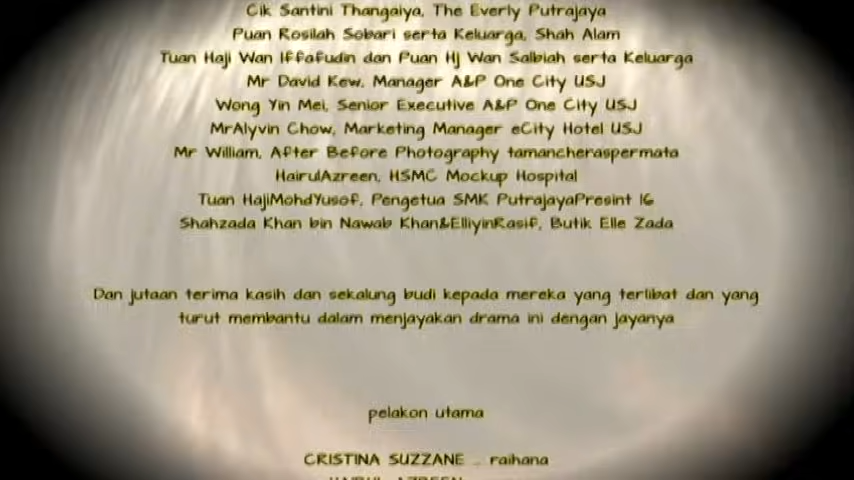 Cik Santini Thangaiya, The Everly Putrajaya
Puan Rosilah Sobari serta Keluarga, Shah Alam
Tuan Haji Wan Iffafudin dan Puan Hj Wan Salbiah serta Keluarga
Mr David Kew, Manager A&P One City USJ
Wong Yin Mei, Senior Executive A&P One City USJ
MrAlyvin Chow, Marketing Manager eCity Hotel USJ
Mr William, After Before Photography tamancheraspermata
HairulAzreen, HSMC Mockup Hospital
Tuan HajiMohdYusof, Pengetua SMK PutrajayaPresint 16
Shahzada Khan bin Nawab Khan&ElliyinRasif, Butik Elle Zada
Dan jutaan terima kasih dan sekalung budi kepada mereka yang terlibat dan yang
turut membantu dalam menjayakan drama ini dengan jayanya
pelakon utama
CRISTINA SUZZANE .. raihana